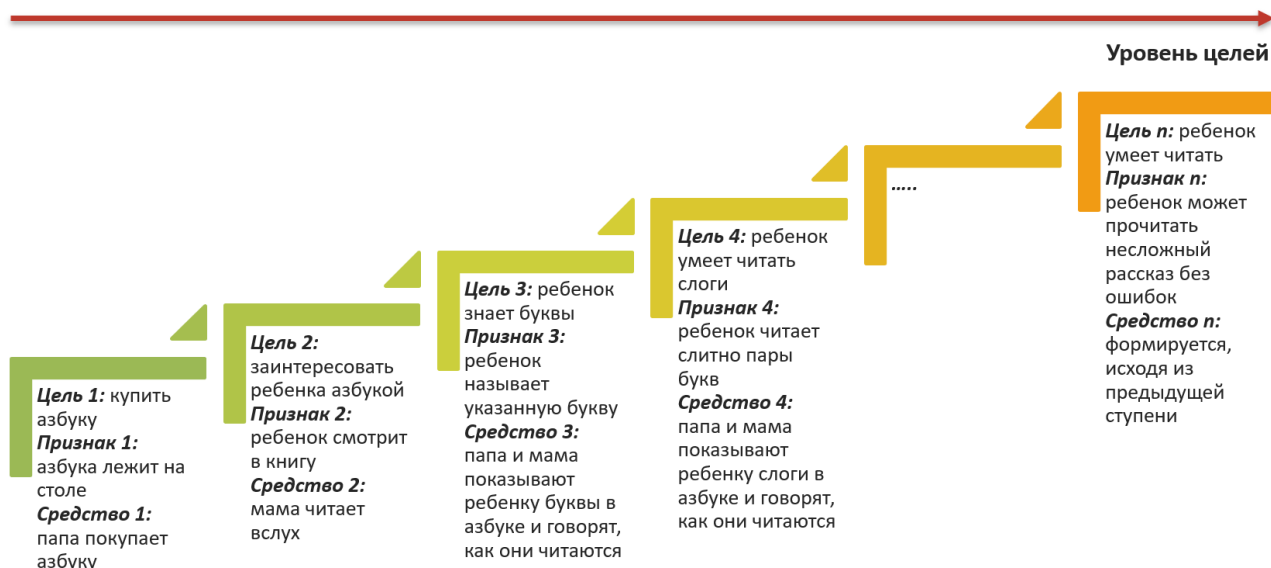 Уровень целей
Цель 1: купить
азбуку
Признак 1:
азбука лежит на
столе
Средство 1:
папа покупает
азбуку
Цель 2:
заинтересовать
ребенка азбукой
Признак 2:
ребенок смотрит
в книгу
Средство 2:
мама читает
вслух
Цель 3: ребенок
знает буквы
Признак 3:
ребенок
называет
указанную букву
Средство 3:
папа и мама
показывают
ребенку буквы в
азбуке и говорят,
как они читаются
Цель 4: ребенок
умеет читать
слоги
Признак 4:
ребенок читает
слитно пары
букв
Средство 4:
папа и мама
показывают
ребенку слоги в
азбуке и говорят,
как они читаются
.....
Цель n: ребенок
умеет читать
Признак n:
ребенок может
прочитать
несложный
рассказ без
ошибок
Средство n:
формируется,
исходя из
предыдущей
ступени